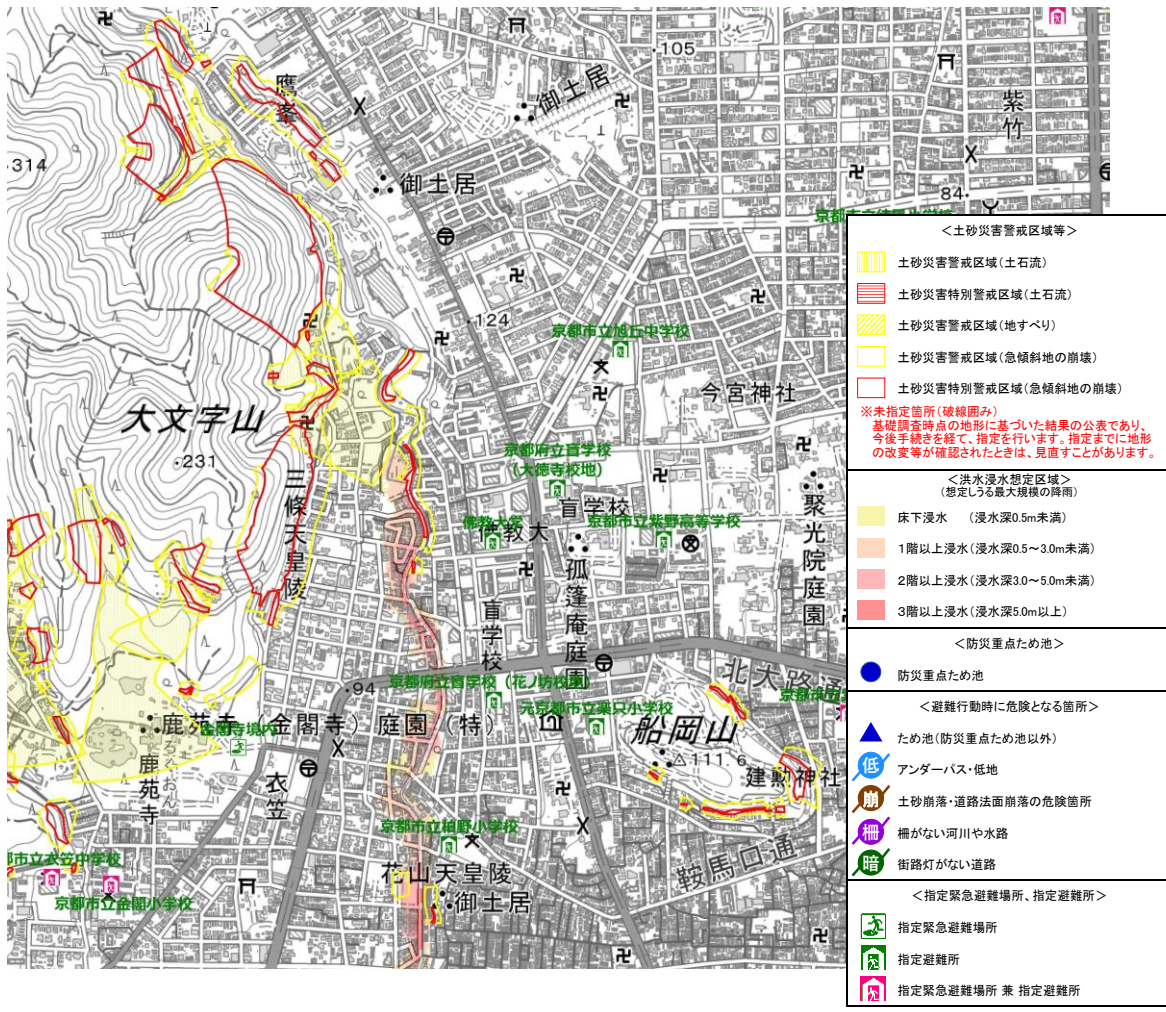 鷹峯
御土居
105
紫竹
314
御土居
84
124
京都市立旭丘中学校
今宮神社
大文字山
231
三條天皇陵
京都府立盲学校
(大徳寺校地)
盲学校
佛教大学
佛教大
京都市立紫野高等学校
聚光院庭園
孤篷庵庭園
盲学校
北大路通
94
元京都市立楽只小学校
鹿苑寺(金閣寺)庭園(特)
金閣寺境内
船岡山
111.6
建勲神社
鹿苑寺
ろくおん
衣笠
京都市立柏野小学校
鞍馬口通
花山天皇陵
御土居
都市立衣笠中学校
京都市立金閣小学校
<土砂災害警戒区域等>
土砂災害警戒区域(土石流)
土砂災害特別警戒区域(土石流)
土砂災害警戒区域(地すべり)
土砂災害警戒区域(急傾斜地の崩壊)
土砂災害特別警戒区域(急傾斜地の崩壊)
※未指定箇所(破線囲み)
基礎調査時点の地形に基づいた結果の公表であり、
今後手続きを経て、指定を行います。指定までに地形
の改変等が確認されたときは、見直すことがあります。
<洪水浸水想定区域>
(想定しうる最大規模の降雨)
床下浸水 (浸水深0.5m未満)
1階以上浸水(浸水深0.5~3.0m未満)
2階以上浸水(浸水深3.0~5.0m未満)
3階以上浸水(浸水深5.0m以上)
<防災重点ため池>
防災重点ため池
<避難行動時に危険となる箇所>
ため池(防災重点ため池以外)
低 アンダーパス・低地
崩 土砂崩落・道路法面崩落の危険箇所
柵 柵がない河川や水路
暗 街路灯がない道路
<指定緊急避難場所、指定避難所>
指定緊急避難場所
指定避難所
指定緊急避難場所 兼 指定避難所